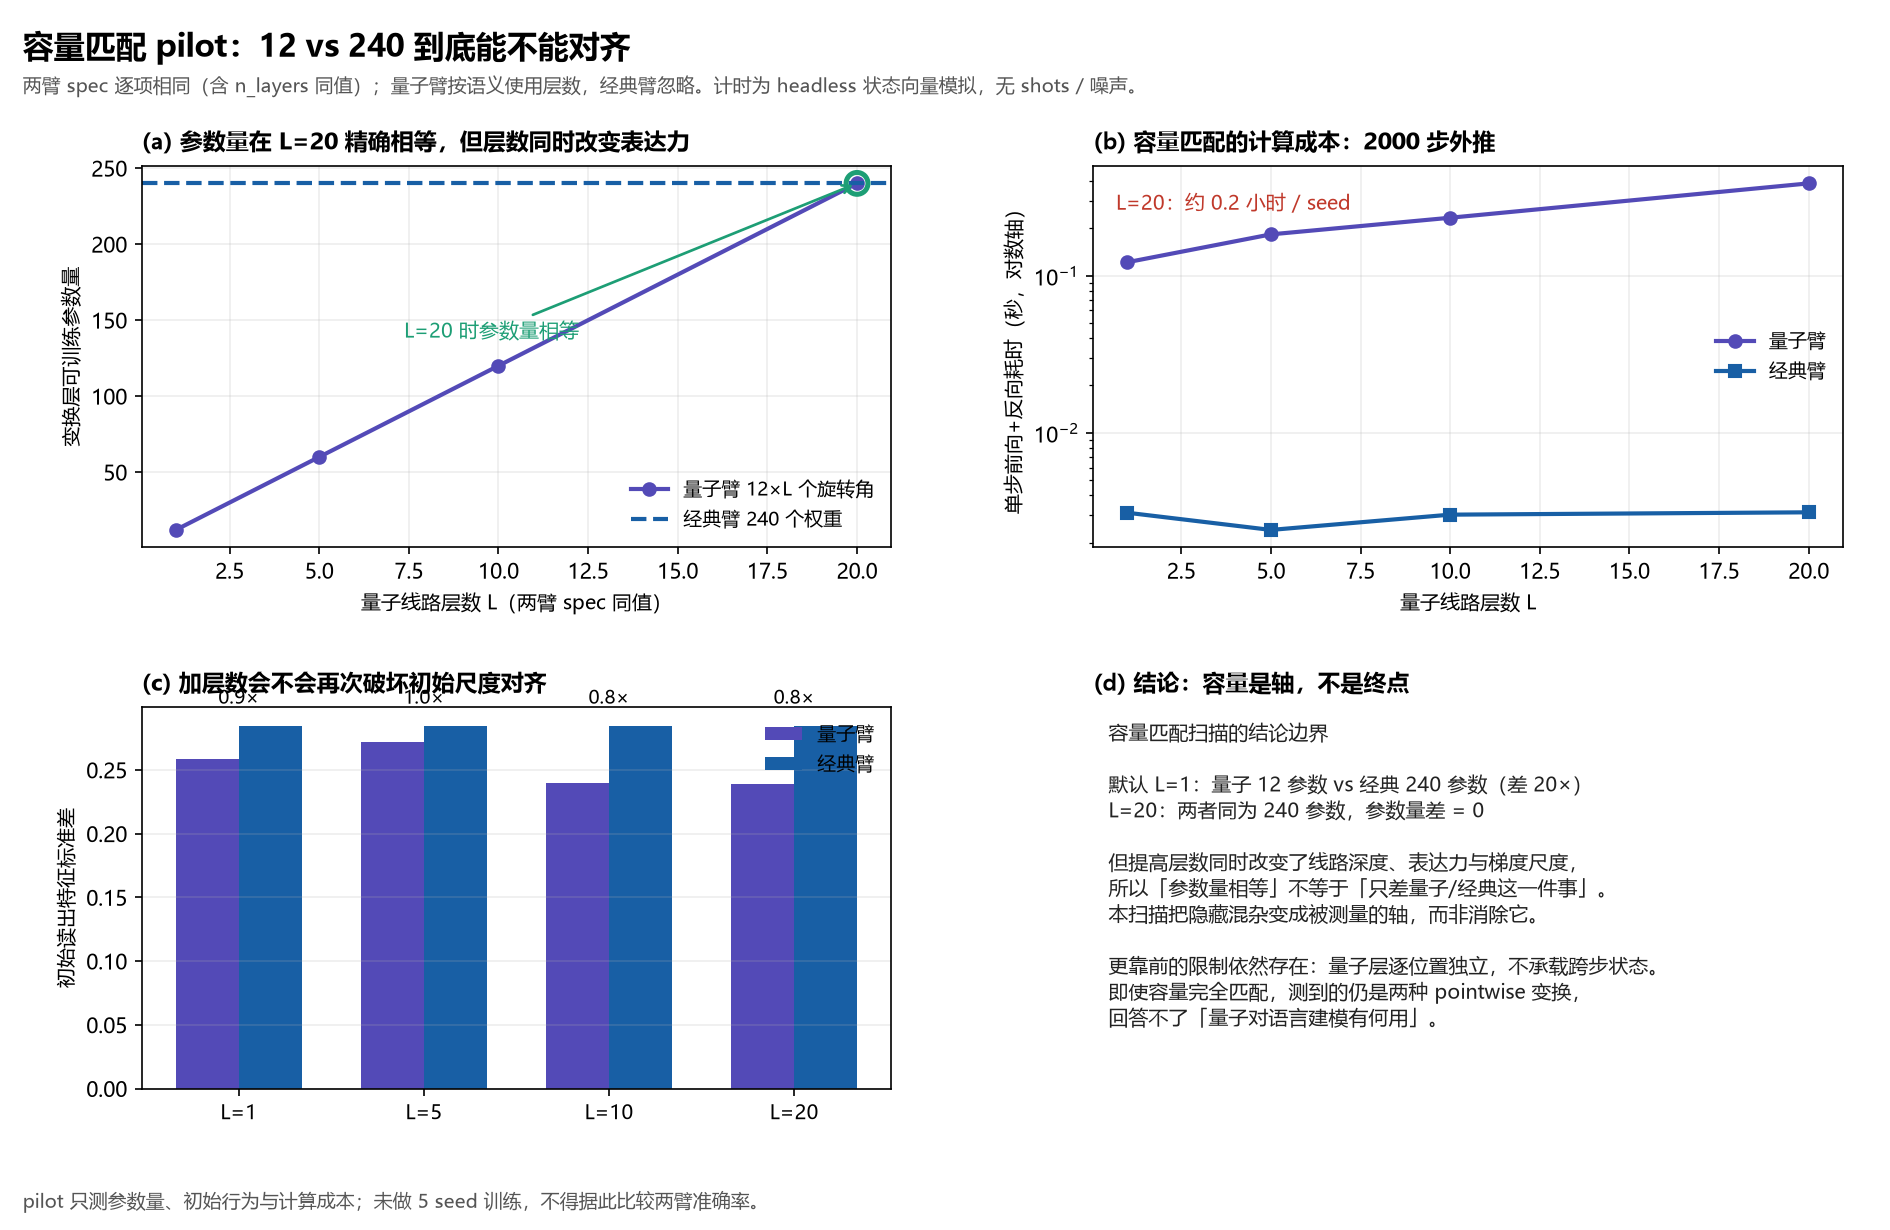 容量匹配 pilot：12 vs 240 到底能不能对齐
两臂 spec 逐项相同（含 n_layers 同值）；量子臂按语义使用层数，经典臂忽略。计时为 headless 状态向量模拟，无 shots / 噪声。
(a) 参数量在 L=20 精确相等，但层数同时改变表达力
250
200
150
100
50
变换层可训练参数量
L=20 时参数量相等
量子臂 12×L 个旋转角
经典臂 240 个权重
2.5 5.0 7.5 10.0 12.5 15.0 17.5 20.0
量子线路层数 L（两臂 spec 同值）
(b) 容量匹配的计算成本：2000 步外推
L=20：约 0.2 小时 / seed
10⁻¹
10⁻²
单步前向+反向耗时（秒，对数轴）
量子臂
经典臂
2.5 5.0 7.5 10.0 12.5 15.0 17.5 20.0
量子线路层数 L
(c) 加层数会不会再次破坏初始尺度对齐
0.9× 1.0× 0.8× 0.8×
量子臂
经典臂
0.25
0.20
0.15
0.10
0.05
0.00
初始读出特征标准差
L=1 L=5 L=10 L=20
(d) 结论：容量是轴，不是终点
容量匹配扫描的结论边界
默认 L=1：量子 12 参数 vs 经典 240 参数（差 20×）
L=20：两者同为 240 参数，参数量差 = 0
但提高层数同时改变了线路深度、表达力与梯度尺度，
所以「参数量相等」不等于「只差量子/经典这一件事」。
本扫描把隐藏混杂变成被测量的轴，而非消除它。
更靠前的限制依然存在：量子层逐位置独立，不承载跨步状态。
即使容量完全匹配，测到的仍是两种 pointwise 变换，
回答不了「量子对语言建模有何用」。
pilot 只测参数量、初始行为与计算成本；未做 5 seed 训练，不得据此比较两臂准确率。